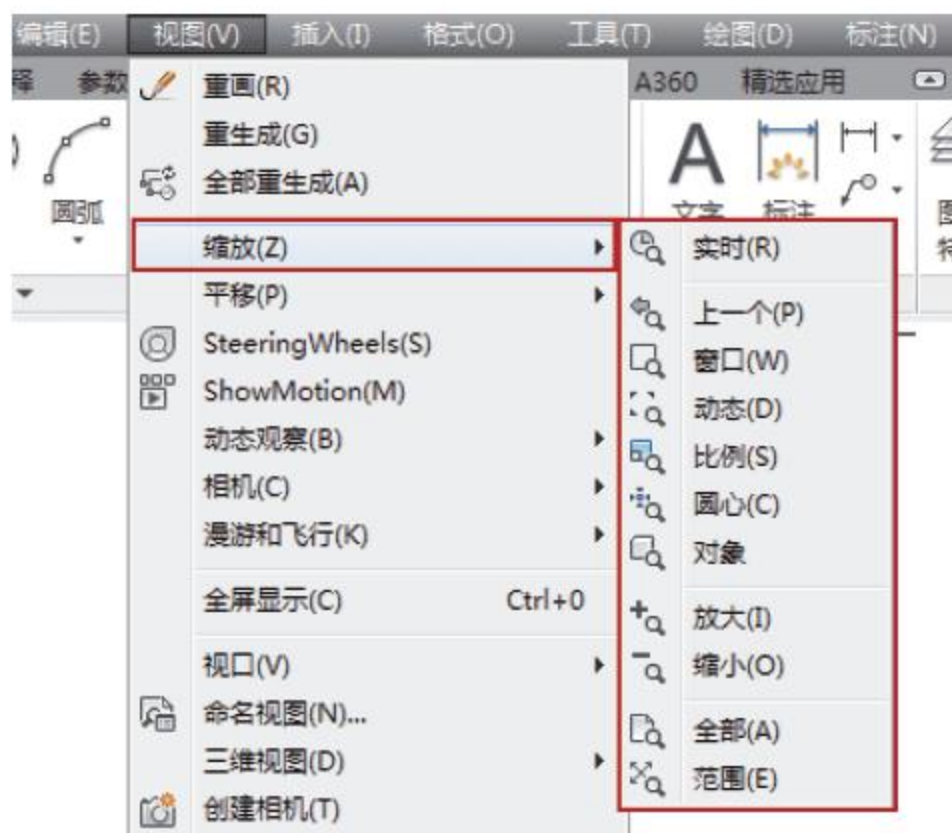 编辑(E) 视图(V) 插入(I) 格式(O) 工具(T) 绘图(D) 标注(N)
释 参数 A360 精选应用
圆弧
A
文字 标注
重画(R)
重生成(G)
全部重生成(A)
缩放(Z)
平移(P)
SteeringWheels(S)
ShowMotion(M)
动态观察(B)
相机(C)
漫游和飞行(K)
全屏显示(C) Ctrl+0
视口(V)
命名视图(N)...
三维视图(D)
创建相机(T)
实时(R)
上一个(P)
窗口(W)
动态(D)
比例(S)
圆心(C)
对象
放大(I)
缩小(O)
全部(A)
范围(E)